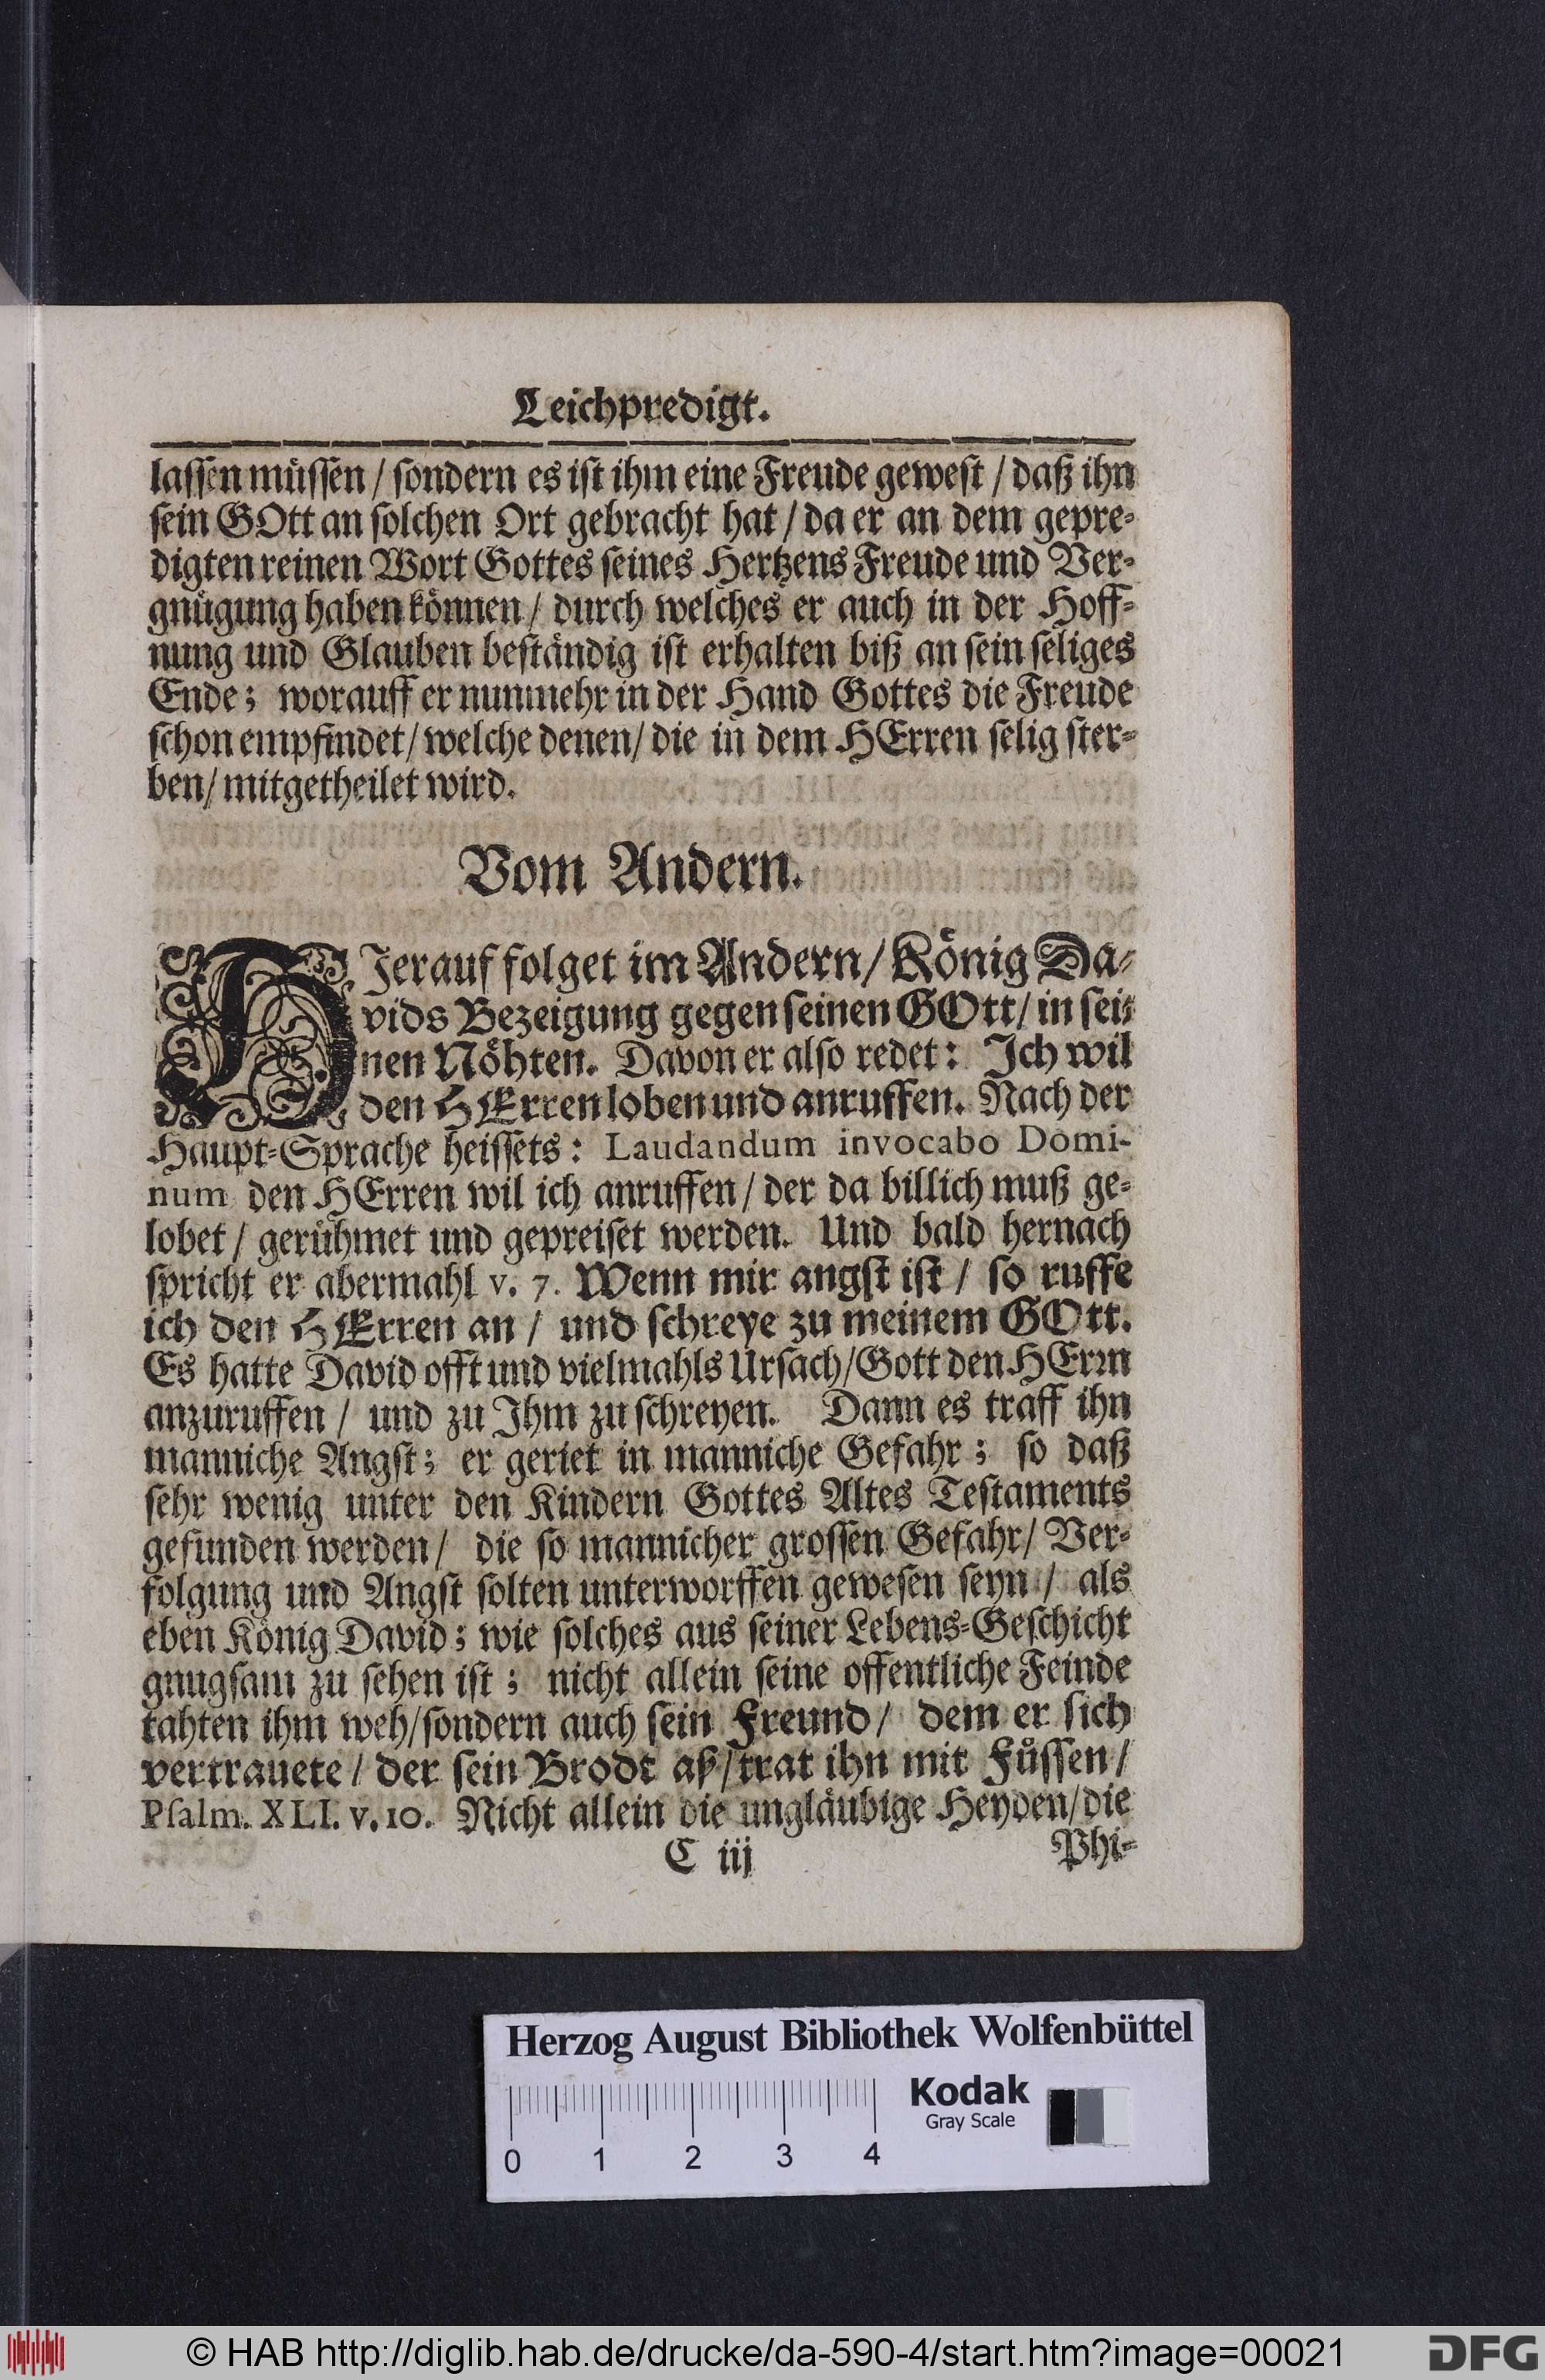 Leichpredigt.
laſſen müſſen / ſondern es iſt ihm eine Freude geweſt / daß ihn
ſein GOtt an ſolchen Ort gebracht hat / da er an dem gepre-
digten reinen Wort Gottes ſeines Hertzens Freude und Ver-
gnügung haben können / durch welches er auch in der Hoff-
nung und Glauben beſtändig iſt erhalten biß an ſein ſeliges
Ende; worauff er nunmehr in der Hand Gottes die Freude
ſchon empfindet / welche denen / die in dem HErren ſelig ſter-
ben / mitgetheilet wird.
Vom Andern.
HJerauf folget im Andern / König Da-
vids Bezeigung gegen ſeinen GOtt / in ſei-
nen Nöhten. Davon er alſo redet: Jch wil
den HErren loben und anruffen. Nach der
Haupt-Sprache heiſſets: Laudandum invocabo Domi-
num den HErren wil ich anruffen / der da billich muß ge-
lobet / gerühmet und gepreiſet werden. Und bald hernach
ſpricht er abermahl v. 7. Wenn mir angſt iſt / ſo ruffe
ich den HErren an / und ſchreye zu meinem GOtt.
Es hatte David offt und vielmahls Urſach / Gott den HErrn
anzuruffen / und zu Jhm zu ſchreyen. Dann es traff ihn
manniche Angſt; er geriet in manniche Gefahr; ſo daß
ſehr wenig unter den Kindern Gottes Altes Teſtaments
gefunden werden / die ſo mannicher groſſen Gefahr / Ver-
folgung und Angſt ſolten unterworffen geweſen ſeyn / als
eben König David; wie ſolches aus ſeiner Lebens-Geſchicht
gnugſam zu ſehen iſt; nicht allein ſeine offentliche Feinde
tahten ihm weh / ſondern auch ſein Freund / dem er ſich
vertrauete / der ſein Brodt aß / trat ihn mit Füſſen /
Pſalm. XLI. v. 10. Nicht allein die ungläubige Heyden / die
C iij Phi-
Herzog August Bibliothek Wolfenbüttel
Kodak
Gray Scale
0 1 2 3 4
© HAB http://diglib.hab.de/drucke/da-590-4/start.htm?image=00021
DFG